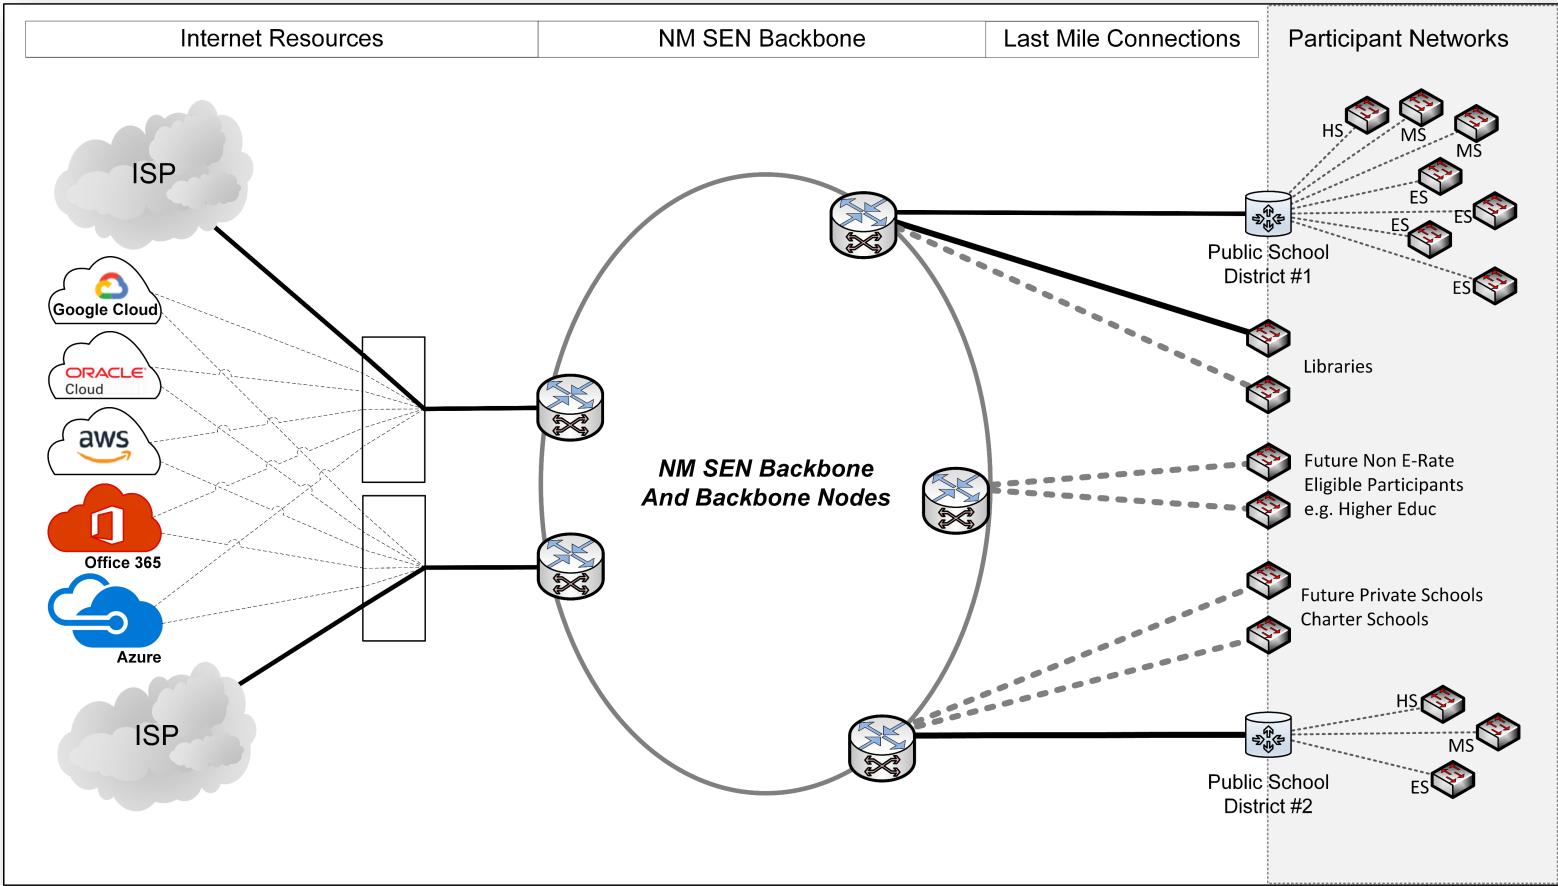 Internet Resources
NM SEN Backbone
Last Mile Connections
Participant Networks
ISP
Google Cloud
ORACLE
Cloud
aws
Office 365
Azure
ISP
NM SEN Backbone
And Backbone Nodes
HS
MS
MS
ES
ES
ES
ES
Public School
District #1
Libraries
Future Non E-Rate
Eligible Participants
e.g. Higher Educ
Future Private Schools
Charter Schools
HS
MS
ES
Public School
District #2